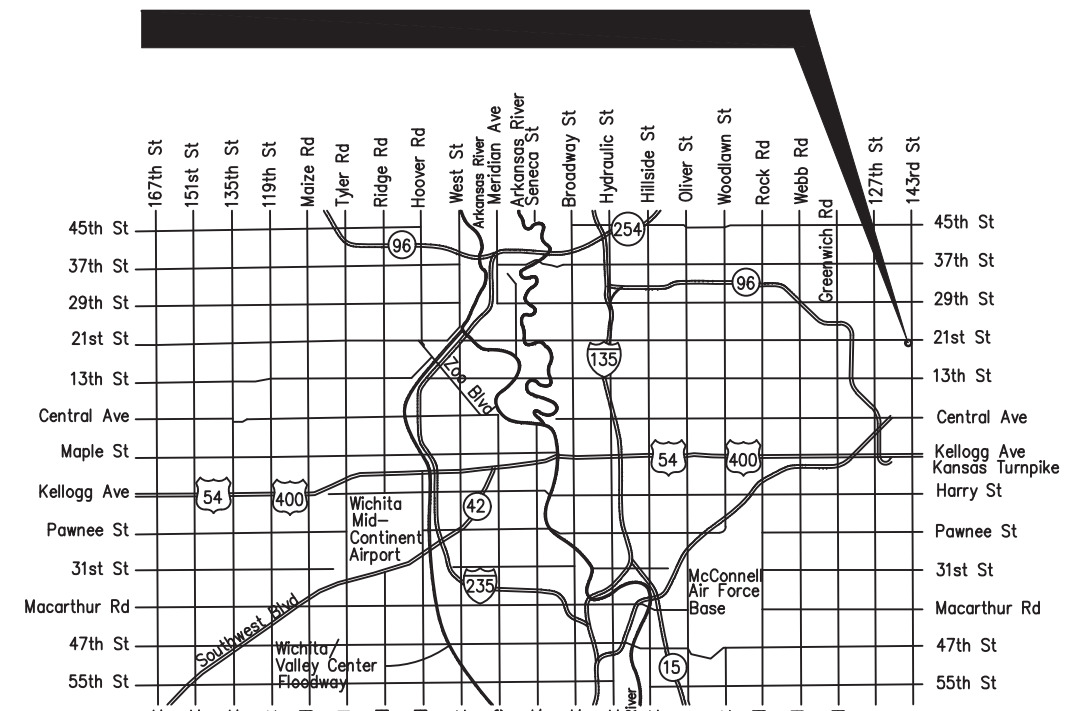 167th St
151st St
135th St
119th St
Maize Rd
Tyler Rd
Ridge Rd
Hoover Rd
West St
Arkansas River
Meridian Ave
Arkansas River
Seneca St
Broadway St
Hydraulic St
Hillside St
Oliver St
Woodlawn St
Rock Rd
Webb Rd
Greenwich Rd
127th St
143rd St
45th St
37th St
29th St
21st St
13th St
Central Ave
Maple St
Kellogg Ave
Pawnee St
31st St
Macarthur Rd
47th St
55th St
45th St
37th St
29th St
21st St
13th St
Central Ave
Kellogg Ave
Kansas Turnpike
Harry St
Pawnee St
31st St
Macarthur Rd
47th St
55th St
96
254
96
135
Zoo Blvd
54
400
54
400
42
Wichita
Mid-
Continent
Airport
235
McConnell
Air Force
Base
Southwest Blvd
Wichita/
Valley Center
Floodway
15